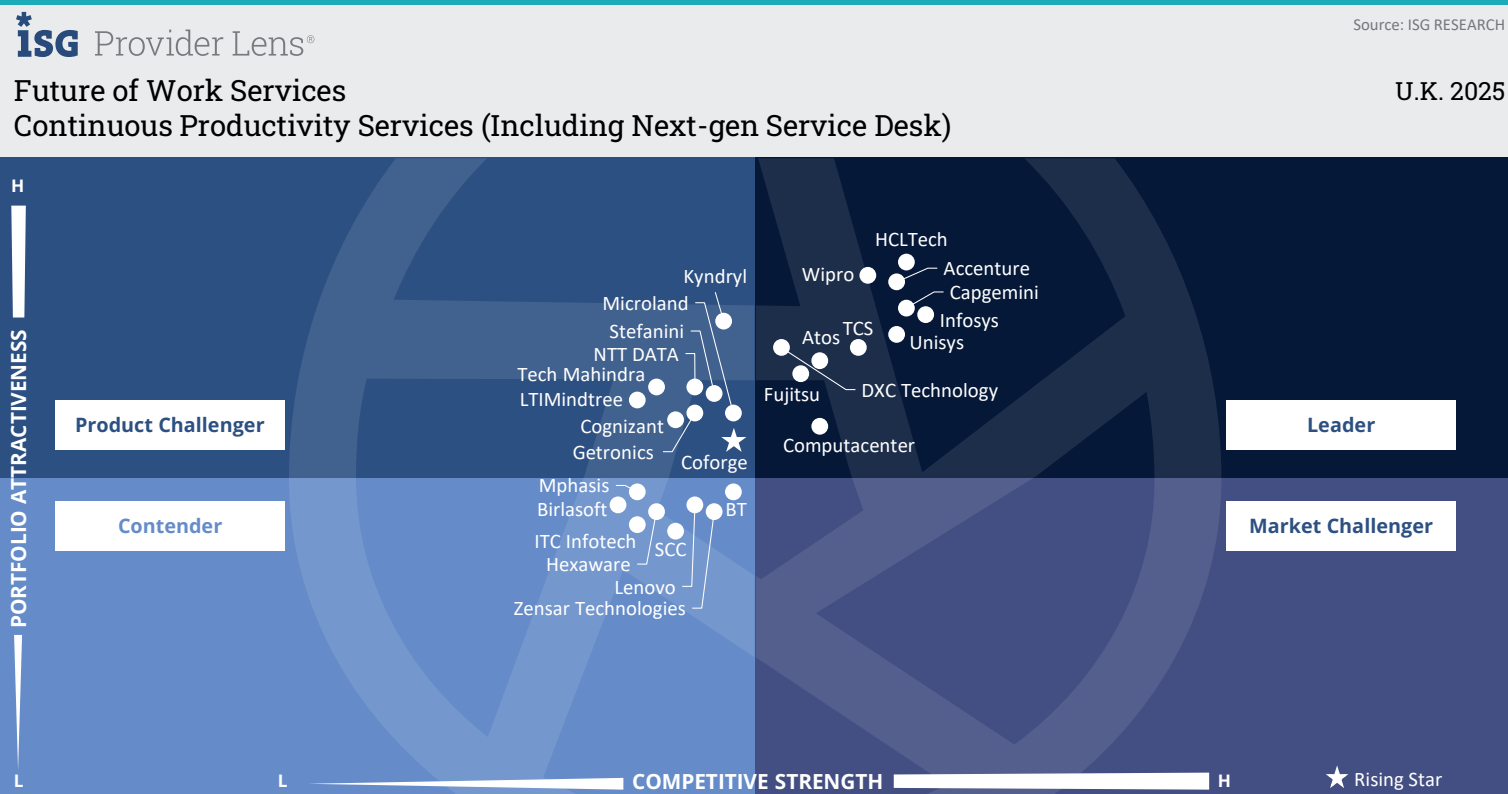 ISG Provider Lens®
Source: ISG RESEARCH
Future of Work Services
U.K. 2025
Continuous Productivity Services (Including Next-gen Service Desk)
H
PORTFOLIO ATTRACTIVENESS
L
Product Challenger
Leader
Contender
Market Challenger
HCLTech
Wipro
Accenture
Capgemini
Infosys
Unisys
TCS
Atos
DXC Technology
Fujitsu
Computacenter
Kyndryl
Microland
Stefanini
NTT DATA
Tech Mahindra
LTIMindtree
Cognizant
Getronics
Coforge
Mphasis
Birlasoft
BT
ITC Infotech
SCC
Hexaware
Lenovo
Zensar Technologies
L
COMPETITIVE STRENGTH
H
Rising Star